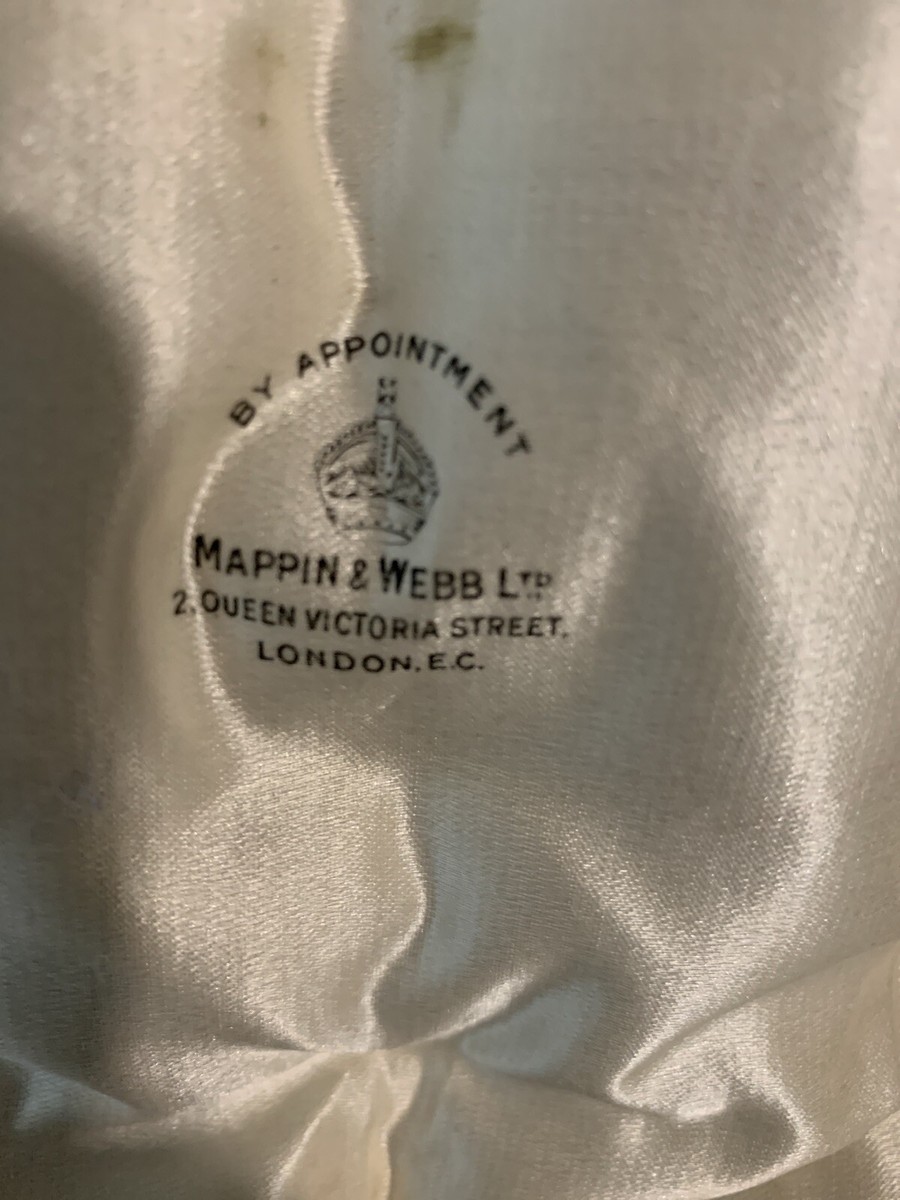 BY APPOINTMENT
MAPPIN & WEBB LTD
2, QUEEN VICTORIA STREET,
LONDON. E.C.